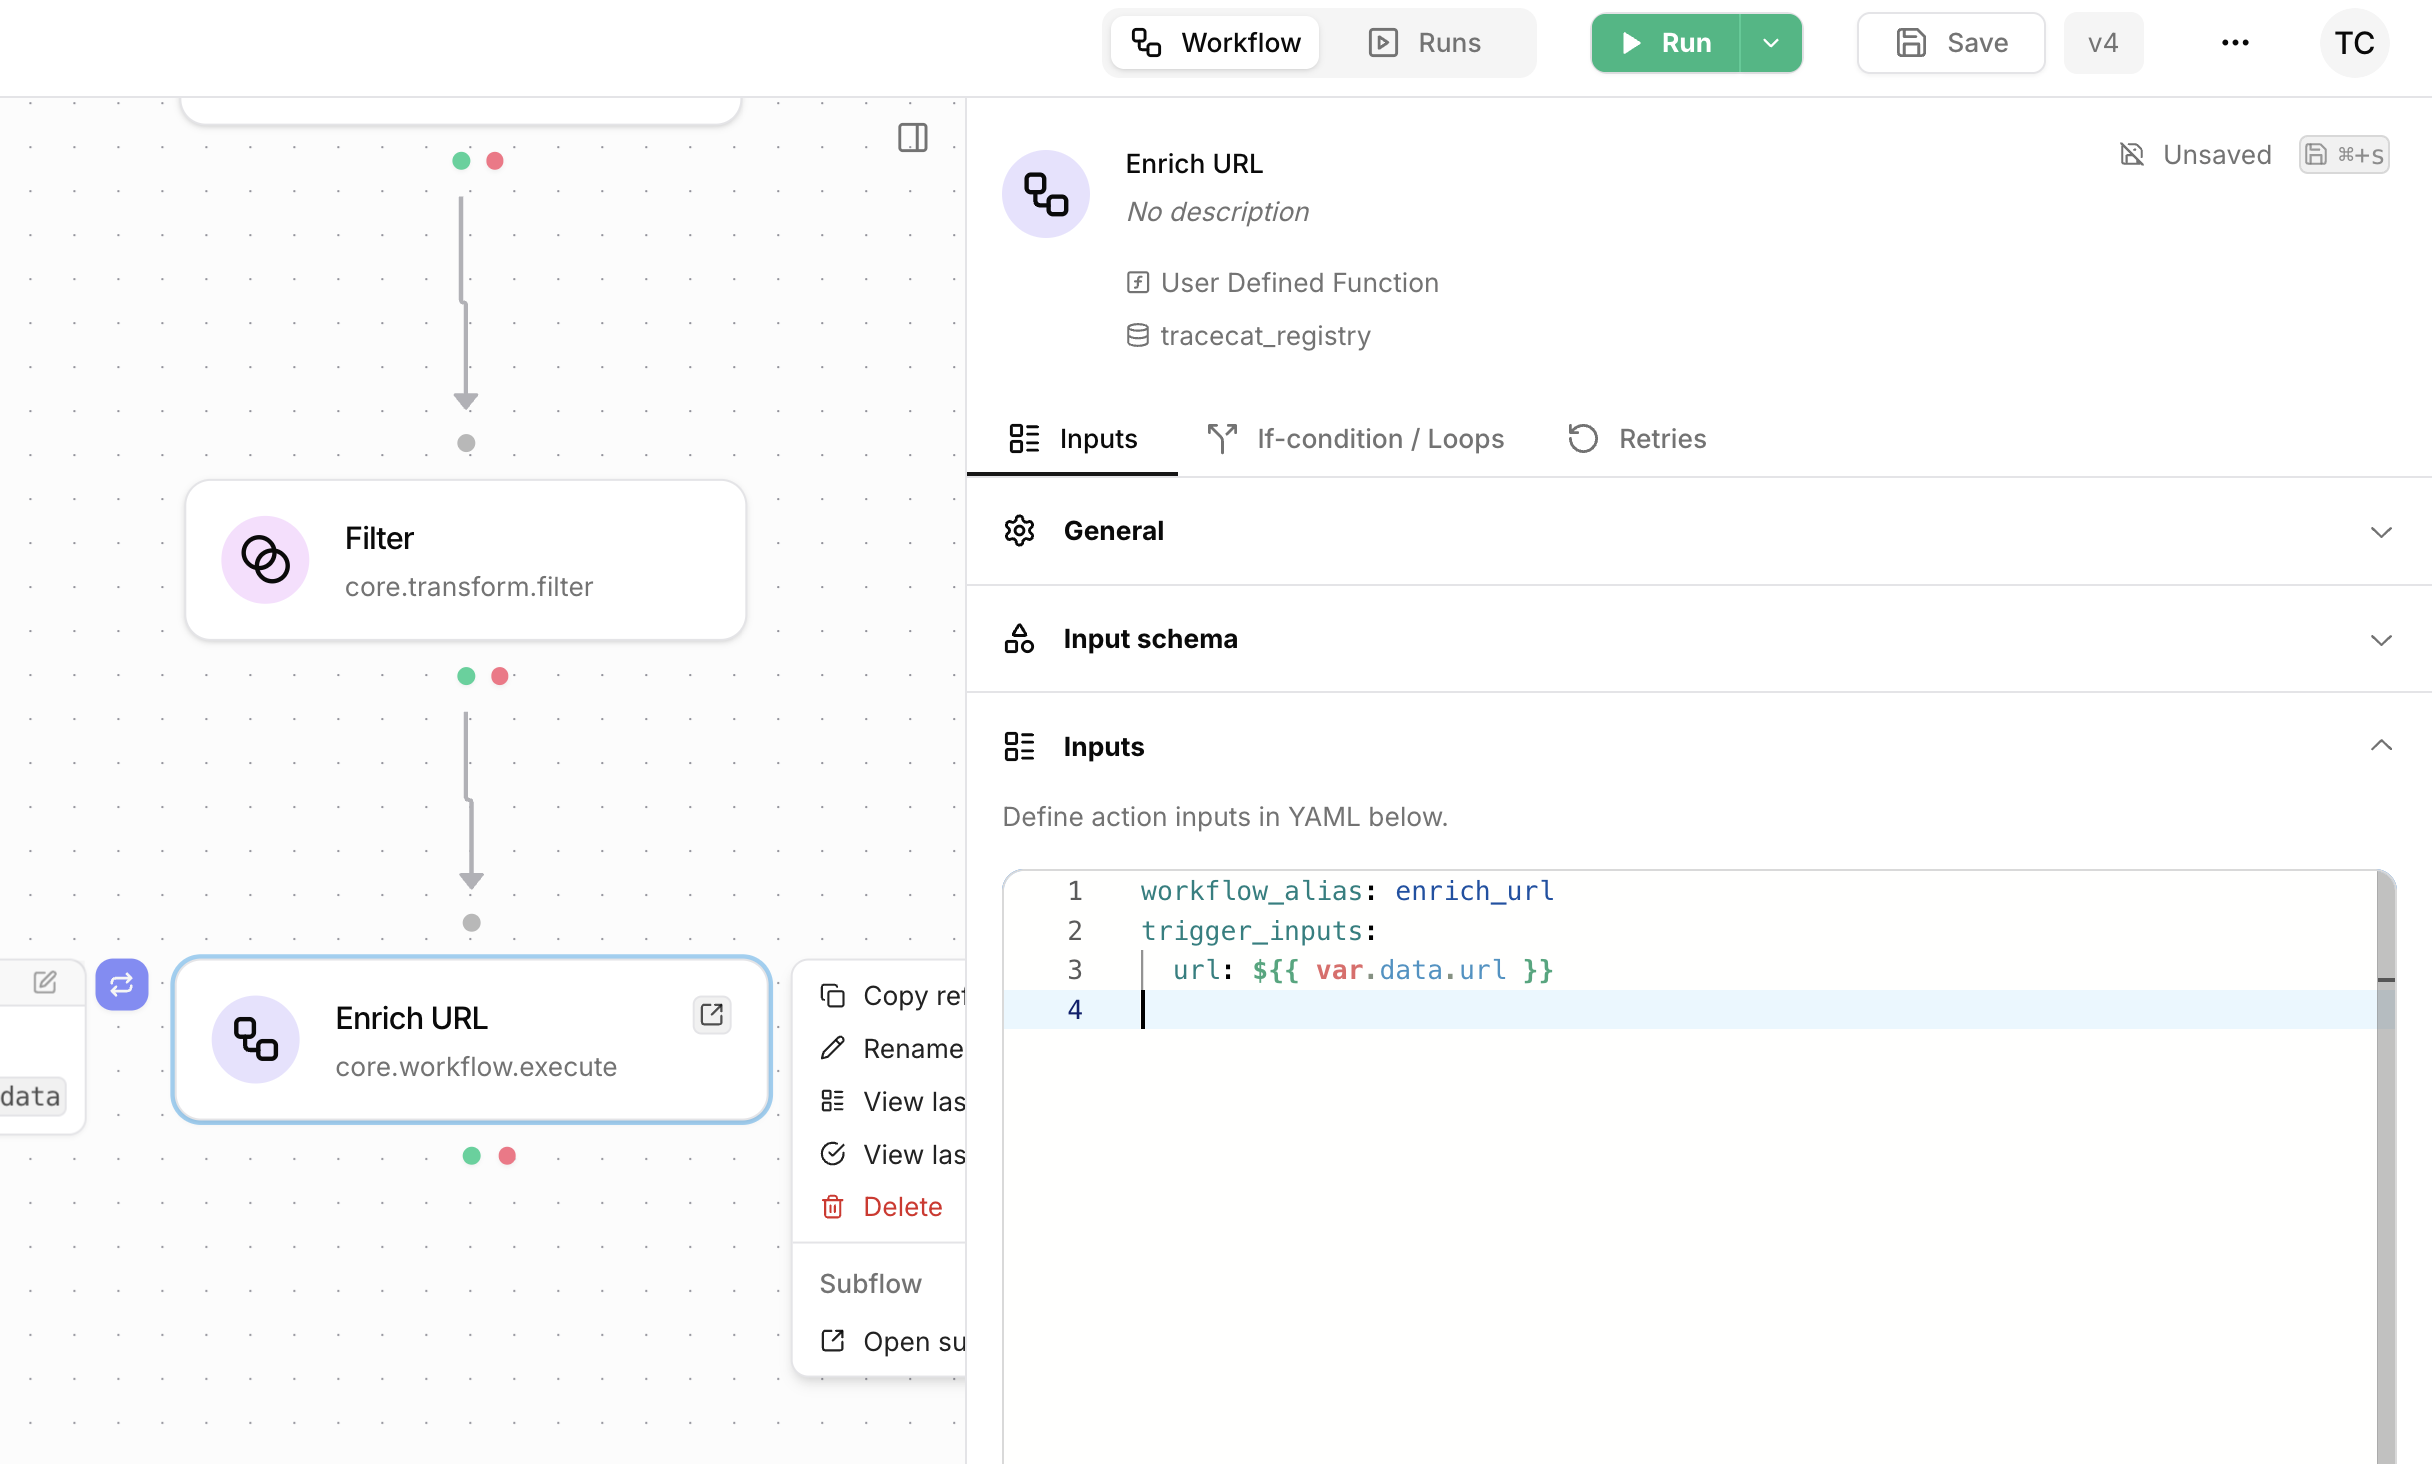 Workflow
Runs
Run
Save
v4
TC
Enrich URL
No description
User Defined Function
tracecat_registry
Unsaved
⌘+s
Inputs
If-condition / Loops
Retries
General
Input schema
Inputs
Define action inputs in YAML below.
1 workflow_alias: enrich_url
2 trigger_inputs:
3 url: ${{ var.data.url }}
4
Filter
core.transform.filter
data
Enrich URL
core.workflow.execute
Copy ref
Rename
View las
View las
Delete
Subflow
Open su